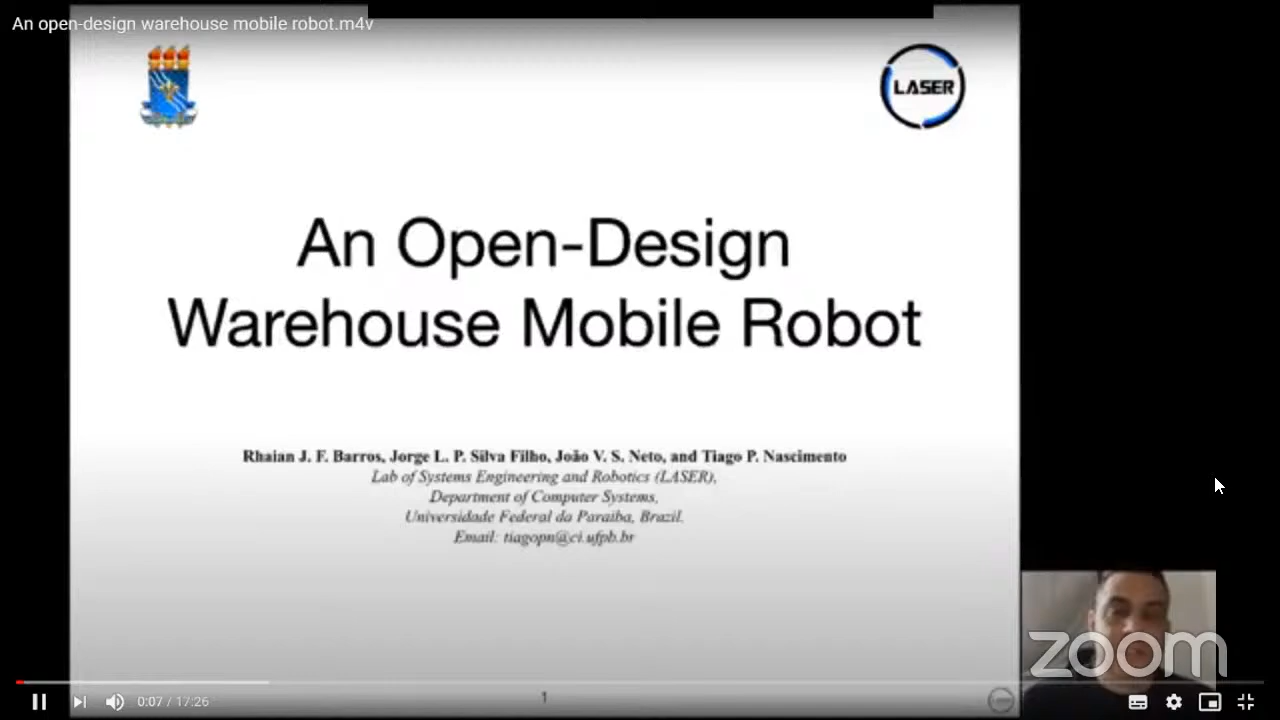 An open-design warehouse mobile robot.m4v
LASER
An Open-Design
Warehouse Mobile Robot
Rhaian J. F. Barros, Jorge L. P. Silva Filho, João V. S. Neto, and Tiago P. Nascimento
Lab of Systems Engineering and Robotics (LASER),
Department of Computer Systems,
Universidade Federal da Paraiba, Brazil.
Email: tiagopn@ci.ufpb.br
zoom
0:07 / 17:26
1